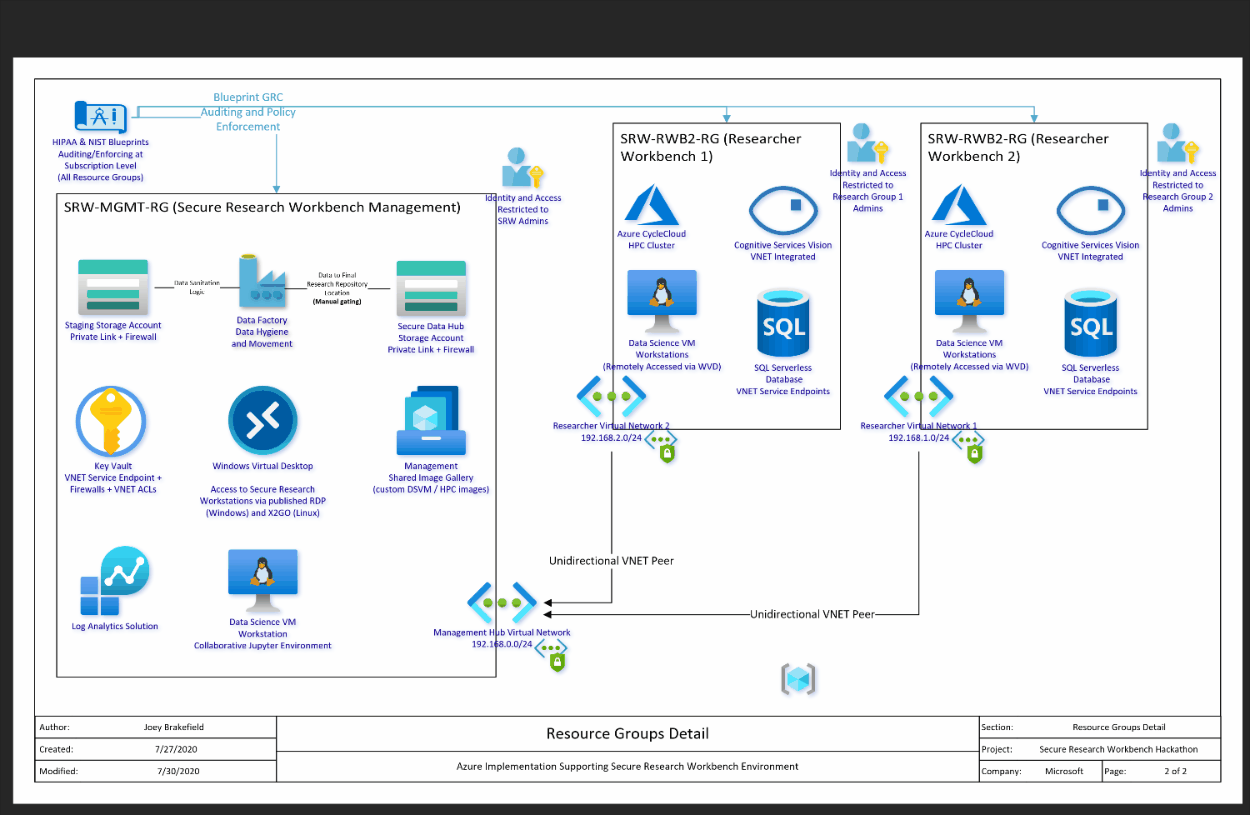 Blueprint GRC
Auditing and Policy
Enforcement
HIPAA & NIST Blueprints
Auditing/Enforcing at
Subscription Level
(All Resource Groups)
Identity and Access
Restricted to
SRW Admins
SRW-MGMT-RG (Secure Research Workbench Management)
Staging Storage Account
Private Link + Firewall
Data Sanitation
Logic
Data Factory
Data Hygiene
and Movement
Data to Final
Research Repository
Location
(Manual gating)
Secure Data Hub
Storage Account
Private Link + Firewall
Key Vault
VNET Service Endpoint +
Firewalls + VNET ACLs
Windows Virtual Desktop
Access to Secure Research
Workstations via published RDP
(Windows) and X2GO (Linux)
Management
Shared Image Gallery
(custom DSVM / HPC images)
Log Analytics Solution
Data Science VM
Workstation
Collaborative Jupyter Environment
Management Hub Virtual Network
192.168.0.0/24
SRW-RWB2-RG (Researcher
Workbench 1)
Identity and Access
Restricted to
Research Group 1
Admins
Azure CycleCloud
HPC Cluster
Cognitive Services Vision
VNET Integrated
Data Science VM
Workstations
(Remotely Accessed via WVD)
SQL
SQL Serverless
Database
VNET Service Endpoints
Researcher Virtual Network 2
192.168.2.0/24
SRW-RWB2-RG (Researcher
Workbench 2)
Identity and Access
Restricted to
Research Group 2
Admins
Azure CycleCloud
HPC Cluster
Cognitive Services Vision
VNET Integrated
Data Science VM
Workstations
(Remotely Accessed via WVD)
SQL
SQL Serverless
Database
VNET Service Endpoints
Researcher Virtual Network 1
192.168.1.0/24
Unidirectional VNET Peer
Unidirectional VNET Peer
Author: Joey Brakefield
Created: 7/27/2020
Modified: 7/30/2020
Resource Groups Detail
Azure Implementation Supporting Secure Research Workbench Environment
Section: Resource Groups Detail
Project: Secure Research Workbench Hackathon
Company: Microsoft Page: 2 of 2